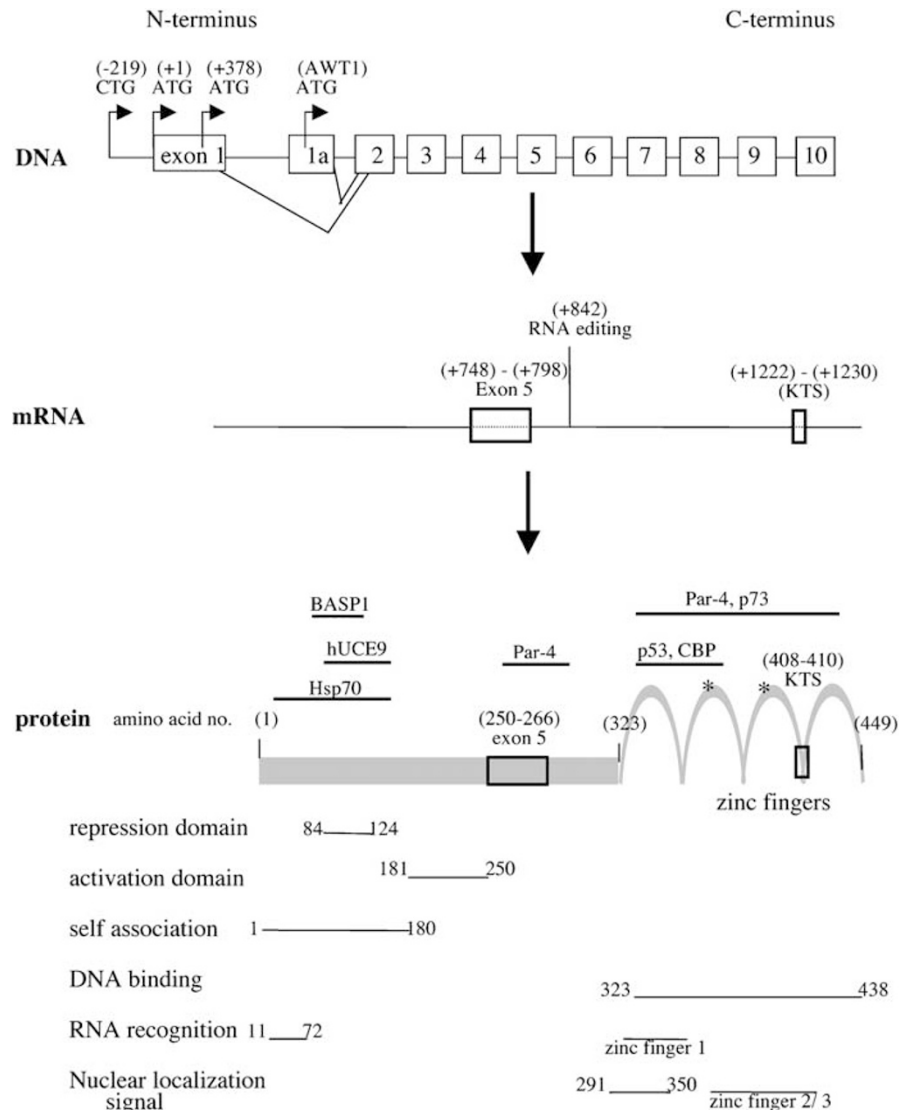 N-terminus C-terminus
(-219) (+1) (+378) (AWT1)
CTG ATG ATG ATG
DNA exon 1 1a 2 3 4 5 6 7 8 9 10
(+842)
RNA editing
(+748) - (+798) (+1222) - (+1230)
Exon 5 (KTS)
mRNA
BASP1 Par-4, p73
hUCE9 Par-4 p53, CBP (408-410)
Hsp70 * * KTS
protein amino acid no. (1) (250-266) (323) (449)
exon 5
zinc fingers
repression domain 84 124
activation domain 181 250
self association 1 180
DNA binding 323 438
RNA recognition 11 72 zinc finger 1
Nuclear localization 291 350 zinc finger 2/ 3
signal